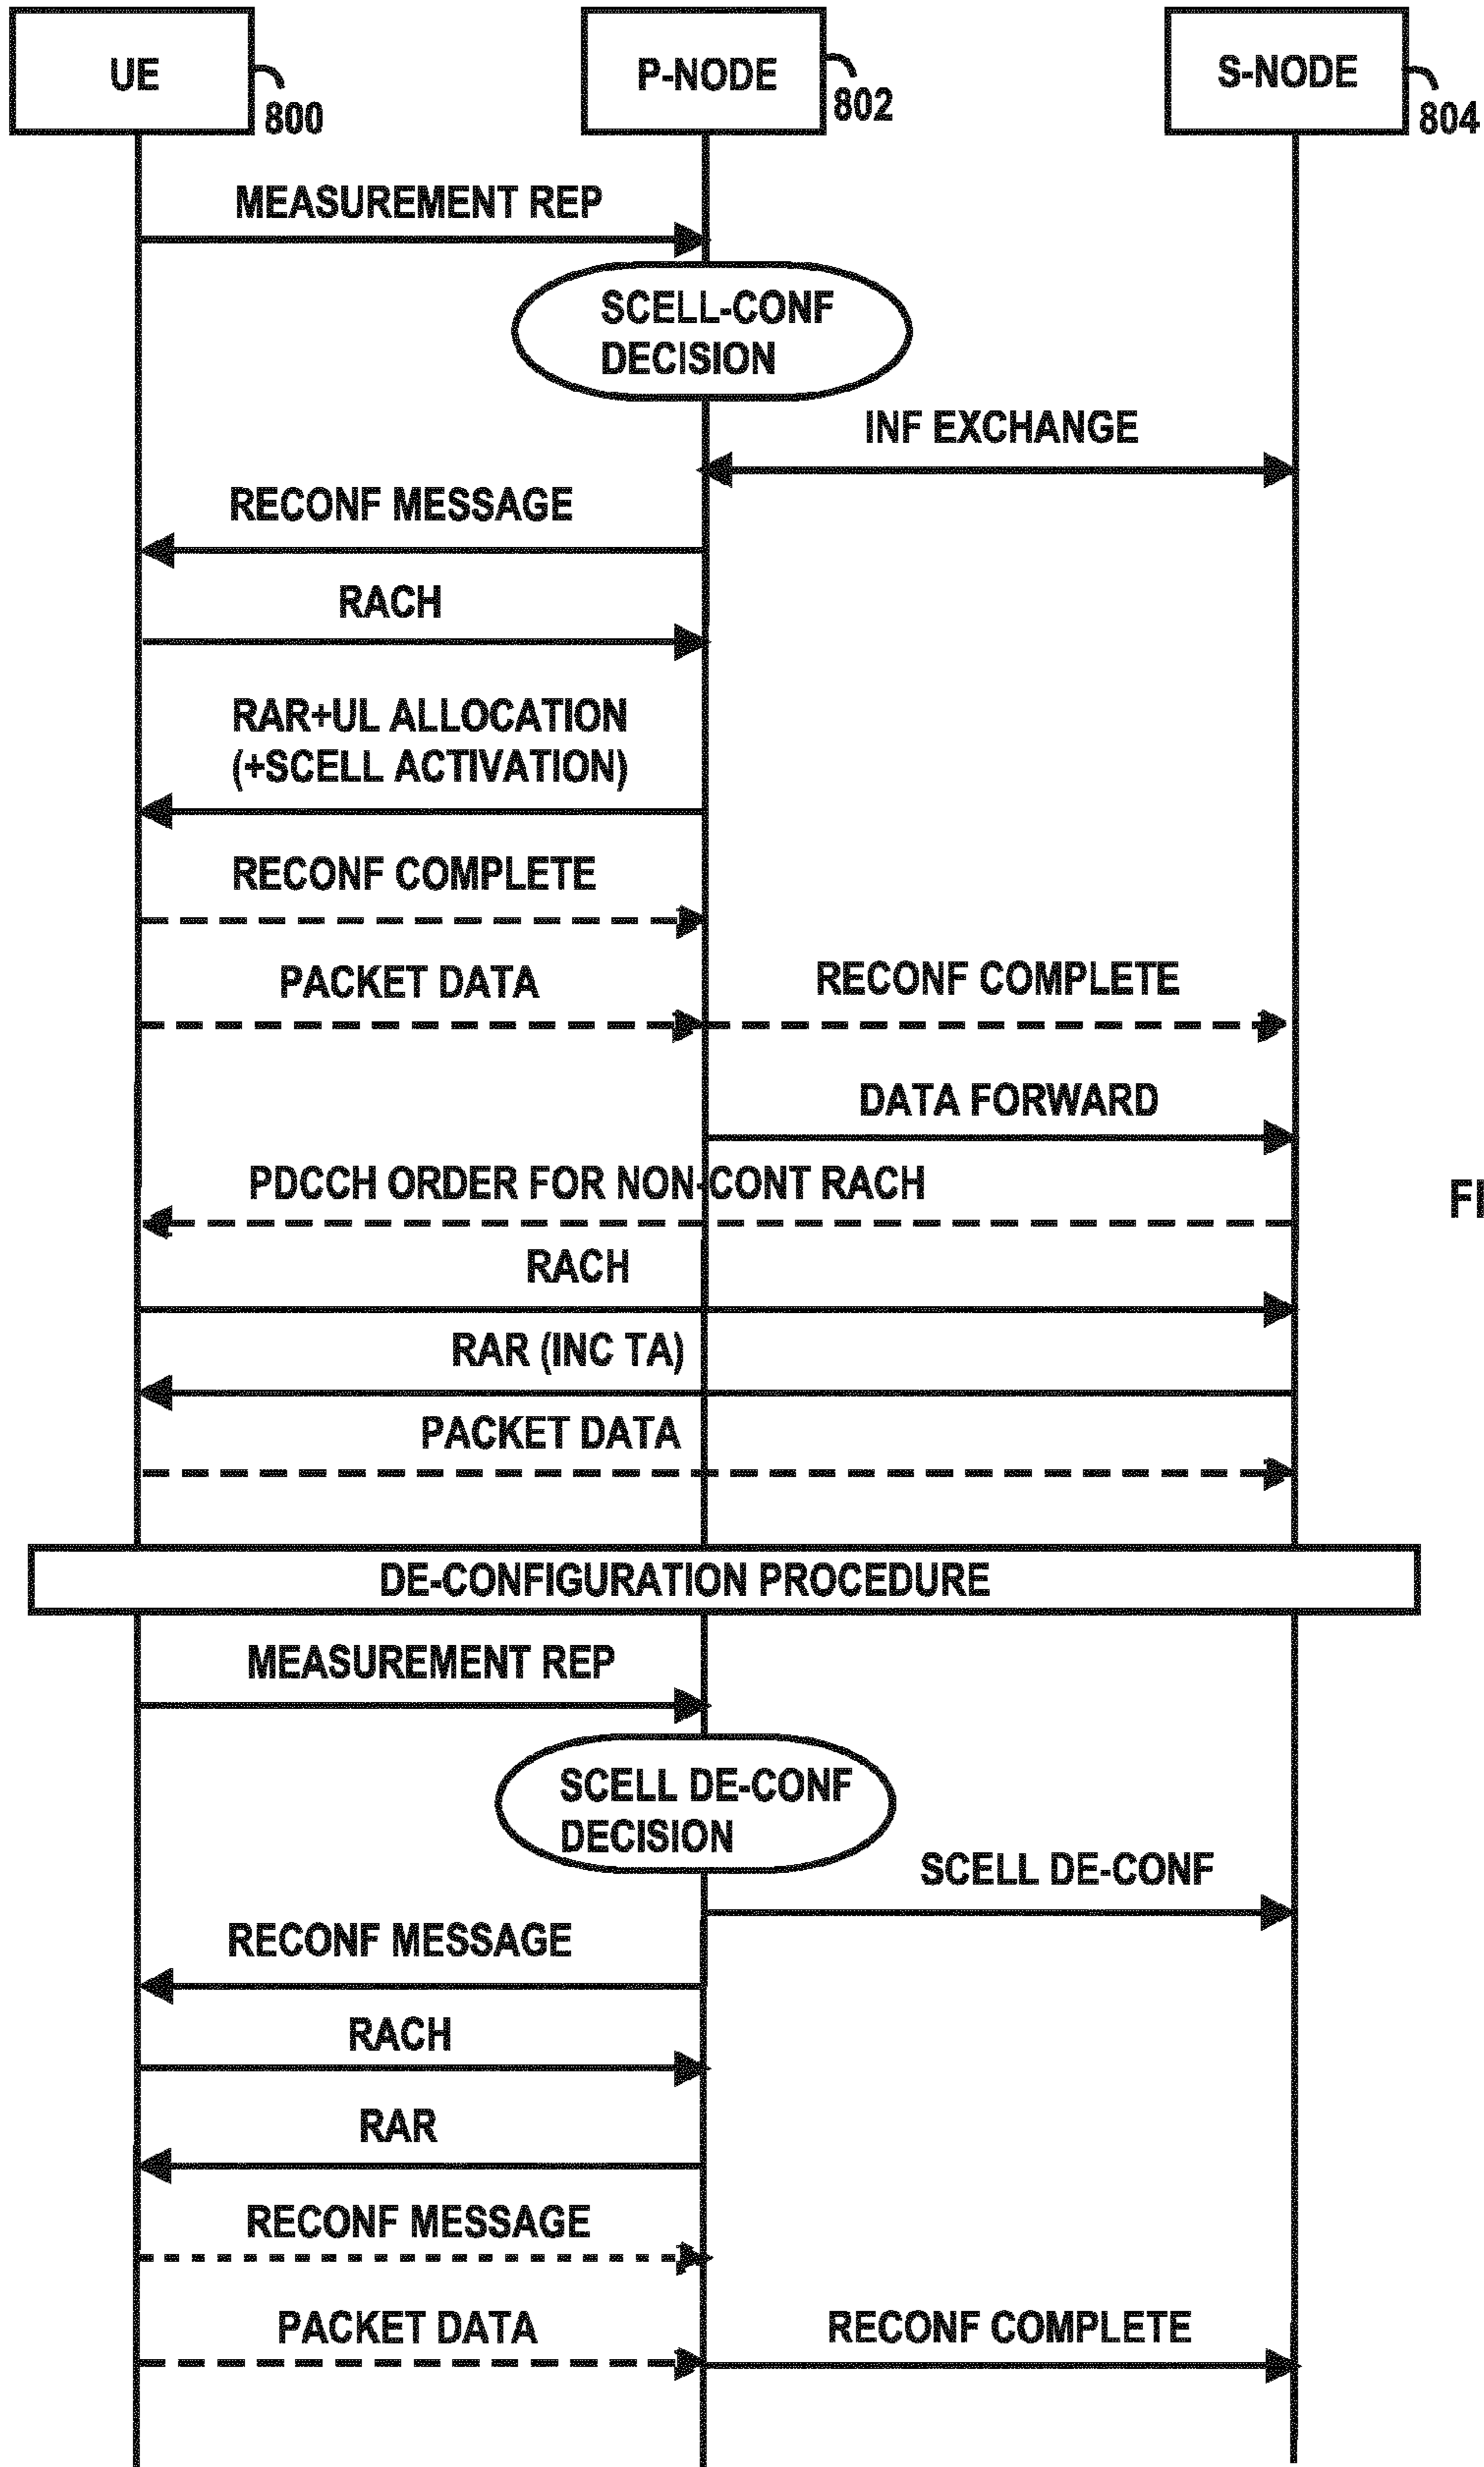 UE
800
P-NODE
802
S-NODE
804
MEASUREMENT REP
SCELL-CONF
DECISION
INF EXCHANGE
RECONF MESSAGE
RACH
RAR+UL ALLOCATION
(+SCELL ACTIVATION)
RECONF COMPLETE
PACKET DATA
RECONF COMPLETE
DATA FORWARD
PDCCH ORDER FOR NON-CONT RACH
FI
RACH
RAR (INC TA)
PACKET DATA
DE-CONFIGURATION PROCEDURE
MEASUREMENT REP
SCELL DE-CONF
DECISION
SCELL DE-CONF
RECONF MESSAGE
RACH
RAR
RECONF MESSAGE
PACKET DATA
RECONF COMPLETE